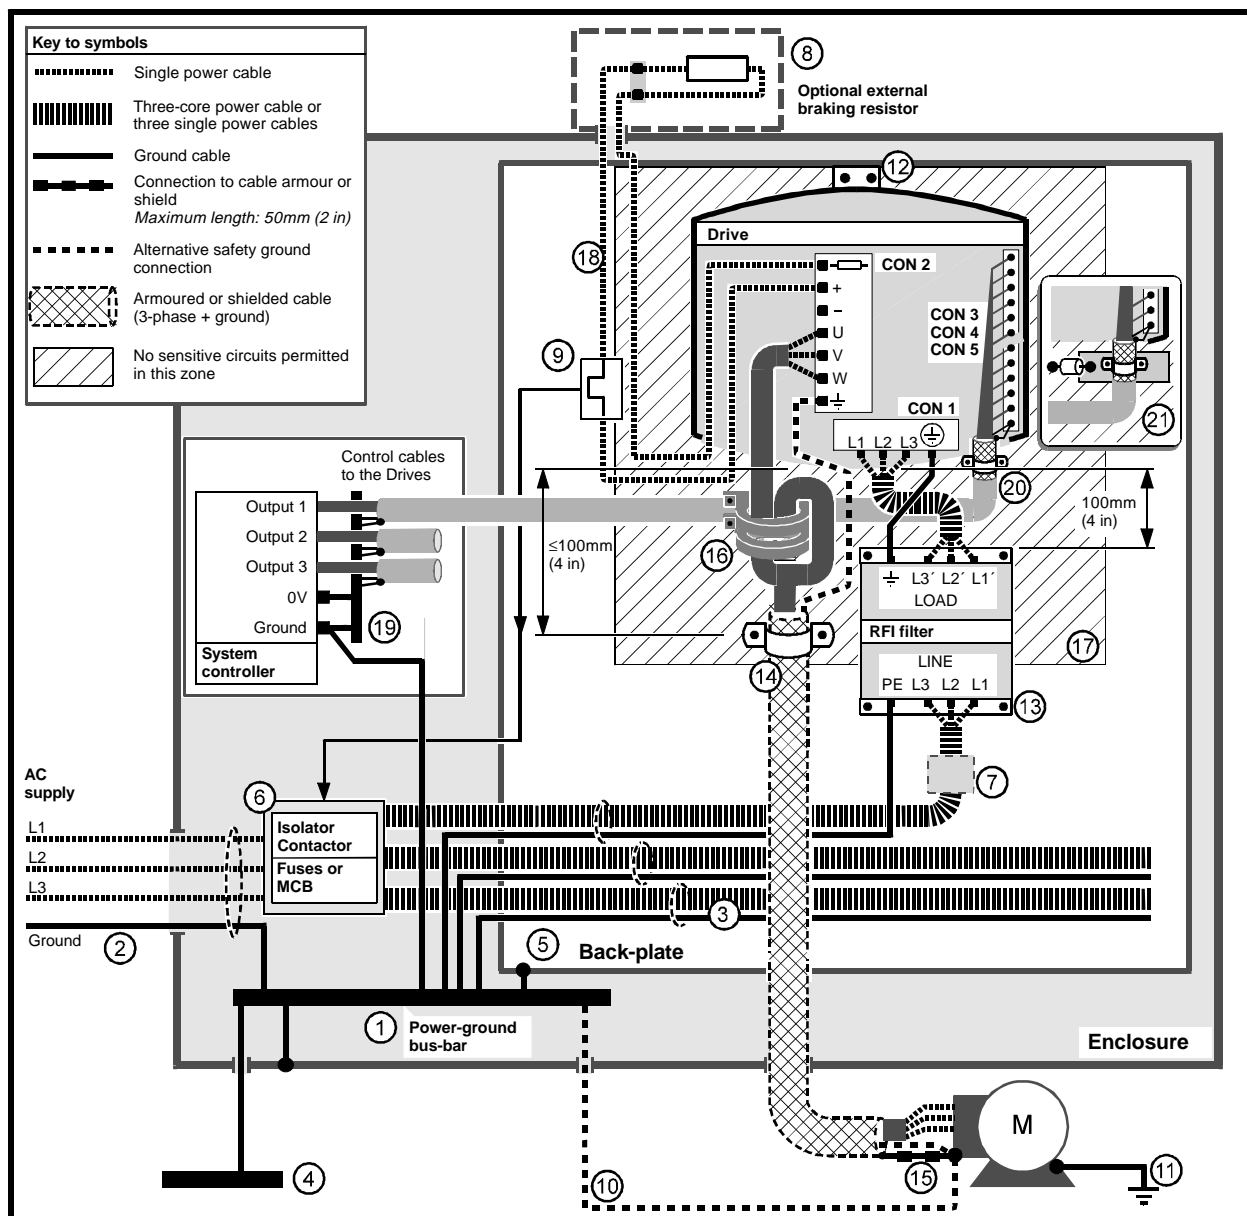 Key to symbols
Single power cable
Three-core power cable or
three single power cables
Ground cable
Connection to cable armour or
shield
Maximum length: 50mm (2 in)
Alternative safety ground
connection
Armoured or shielded cable
(3-phase + ground)
No sensitive circuits permitted
in this zone
8
Optional external
braking resistor
12
Drive
18
CON 2
+
–
U
V
W
CON 3
CON 4
CON 5
9
CON 1
L1 L2 L3
21
20
Control cables
to the Drives
Output 1
Output 2
Output 3
0V
Ground
System
controller
19
≤100mm
(4 in)
16
100mm
(4 in)
L3´ L2´ L1´
LOAD
RFI filter
LINE
PE L3 L2 L1
17
14
13
7
AC
supply
L1
L2
L3
Ground
2
6
Isolator
Contactor
Fuses or
MCB
3
5
Back-plate
1
Power-ground
bus-bar
Enclosure
4
10
15
M
11